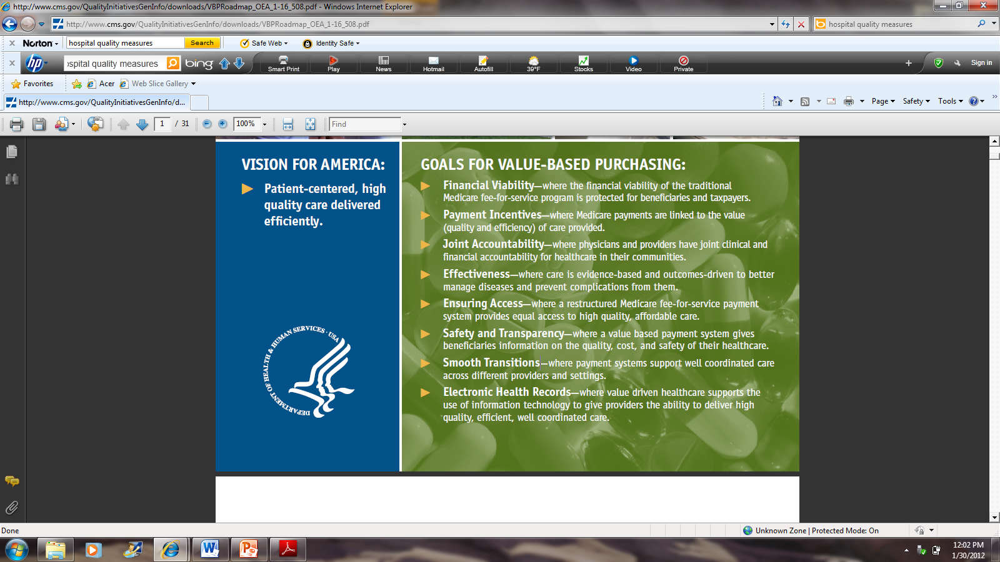 http://www.cms.gov/QualityInitiativesGenInfo/downloads/VBPRoadmap_OEA_1-16_508.pdf - Windows Internet Explorer
http://www.cms.gov/QualityInitiativesGenInfo/downloads/VBPRoadmap_OEA_1-16_508.pdf
hospital quality measures
x Norton hospital quality measures Search Safe Web Identity Safe
x hp spital quality measures bing Smart Print Play News Hotmail Autofill 39°F Stocks Video Private + Sign in
Favorites Acer Web Slice Gallery
http://www.cms.gov/QualityInitiativesGenInfo/d... Page Safety Tools
1 / 31 100% Find
VISION FOR AMERICA:
Patient-centered, high
quality care delivered
efficiently.
DEPARTMENT OF HEALTH & HUMAN SERVICES · USA
GOALS FOR VALUE-BASED PURCHASING:
Financial Viability—where the financial viability of the traditional
Medicare fee-for-service program is protected for beneficiaries and taxpayers.
Payment Incentives—where Medicare payments are linked to the value
(quality and efficiency) of care provided.
Joint Accountability—where physicians and providers have joint clinical and
financial accountability for healthcare in their communities.
Effectiveness—where care is evidence-based and outcomes-driven to better
manage diseases and prevent complications from them.
Ensuring Access—where a restructured Medicare fee-for-service payment
system provides equal access to high quality, affordable care.
Safety and Transparency—where a value based payment system gives
beneficiaries information on the quality, cost, and safety of their healthcare.
Smooth Transitions—where payment systems support well coordinated care
across different providers and settings.
Electronic Health Records—where value driven healthcare supports the
use of information technology to give providers the ability to deliver high
quality, efficient, well coordinated care.
Done Unknown Zone | Protected Mode: On
12:02 PM
1/30/2012